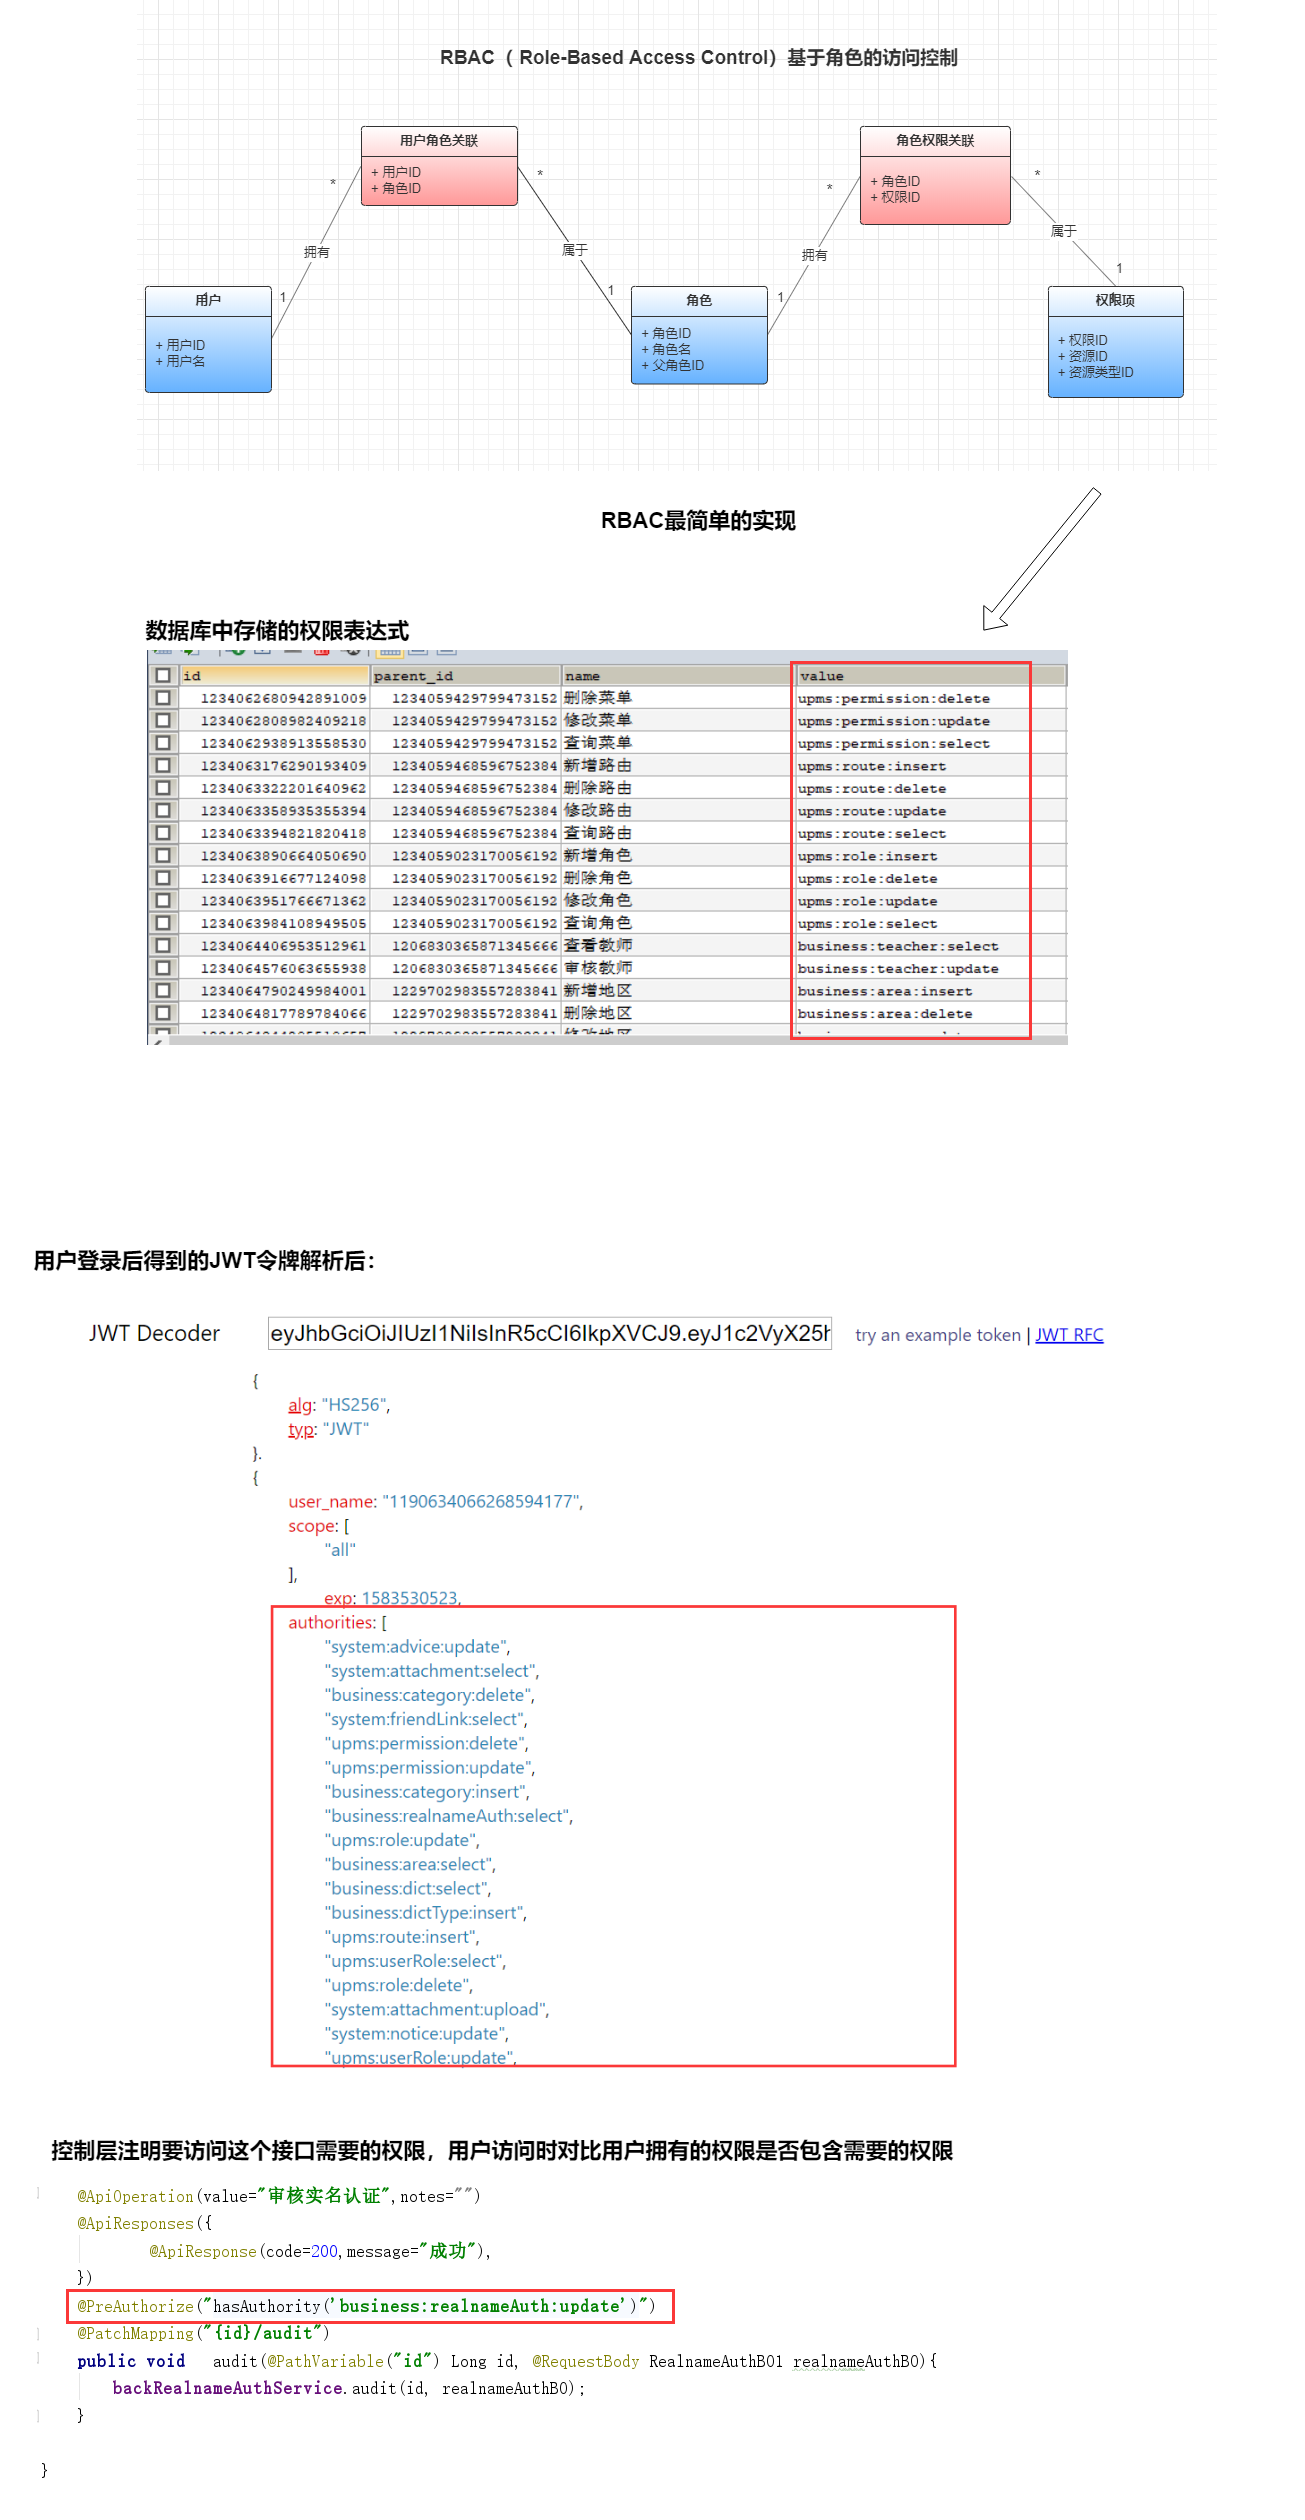 RBAC（ Role-Based Access Control）基于角色的访问控制
用户角色关联
+ 用户ID
+ 角色ID
角色权限关联
+ 角色ID
+ 权限ID
*
*
*
*
拥有
属于
拥有
属于
1
1
1
1
用户
+ 用户ID
+ 用户名
角色
+ 角色ID
+ 角色名
+ 父角色ID
权限项
+ 权限ID
+ 资源ID
+ 资源类型ID
RBAC最简单的实现
数据库中存储的权限表达式
id parent_id name value
1234062680942891009 1234059429799473152 删除菜单 upms:permission:delete
1234062808982409218 1234059429799473152 修改菜单 upms:permission:update
1234062938913558530 1234059429799473152 查询菜单 upms:permission:select
1234063176290193409 1234059468596752384 新增路由 upms:route:insert
1234063322201640962 1234059468596752384 删除路由 upms:route:delete
1234063358935355394 1234059468596752384 修改路由 upms:route:update
1234063394821820418 1234059468596752384 查询路由 upms:route:select
1234063890664050690 1234059023170056192 新增角色 upms:role:insert
1234063916677124098 1234059023170056192 删除角色 upms:role:delete
1234063951766671362 1234059023170056192 修改角色 upms:role:update
1234063984108949505 1234059023170056192 查询角色 upms:role:select
1234064406953512961 1206830365871345666 查看教师 business:teacher:select
1234064576063655938 1206830365871345666 审核教师 business:teacher:update
1234064790249984001 1229702983557283841 新增地区 business:area:insert
1234064817789784066 1229702983557283841 删除地区 business:area:delete
用户登录后得到的JWT令牌解析后：
JWT Decoder eyJhbGciOiJIUzI1NiIsInR5cCI6IkpXVCJ9.eyJ1c2VyX25h try an example token | JWT RFC
{
alg: "HS256",
typ: "JWT"
}.
{
user_name: "1190634066268594177",
scope: [
"all"
],
exp: 1583530523,
authorities: [
"system:advice:update",
"system:attachment:select",
"business:category:delete",
"system:friendLink:select",
"upms:permission:delete",
"upms:permission:update",
"business:category:insert",
"business:realnameAuth:select",
"upms:role:update",
"business:area:select",
"business:dict:select",
"business:dictType:insert",
"upms:route:insert",
"upms:userRole:select",
"upms:role:delete",
"system:attachment:upload",
"system:notice:update",
"upms:userRole:update",
控制层注明要访问这个接口需要的权限，用户访问时对比用户拥有的权限是否包含需要的权限
@ApiOperation(value="审核实名认证",notes="")
@ApiResponses({
@ApiResponse(code=200,message="成功"),
})
@PreAuthorize("hasAuthority('business:realnameAuth:update')")
@PatchMapping("{id}/audit")
public void audit(@PathVariable("id") Long id, @RequestBody RealnameAuthBO1 realnameAuthBO){
backRealnameAuthService.audit(id, realnameAuthBO);
}
}